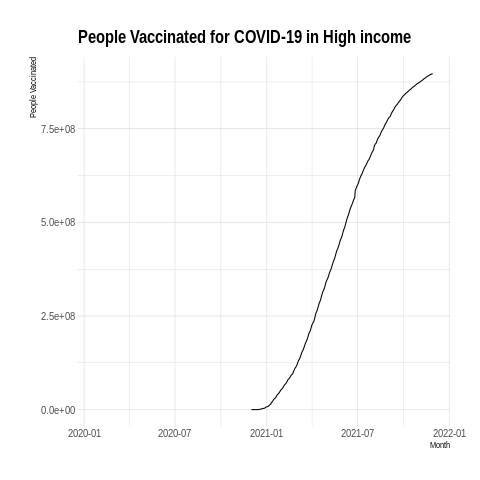 People Vaccinated for COVID-19 in High income
People Vaccinated
7.5e+08
5.0e+08
2.5e+08
0.0e+00
2020-01 2020-07 2021-01 2021-07 2022-01
Month